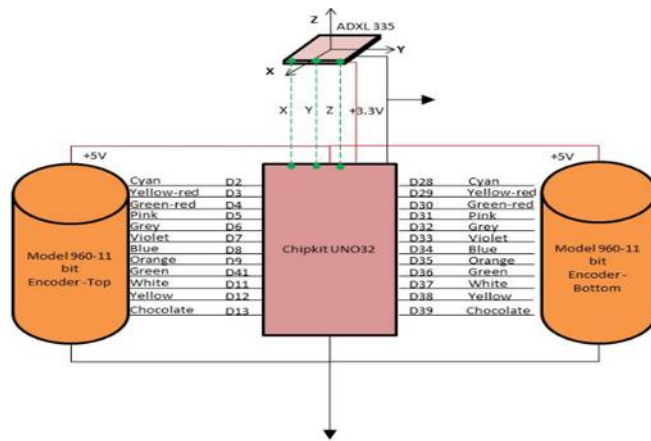 Z
ADXL 335
Y
X
X Y Z +3.3V
+5V
+5V
Cyan D2
Yellow-red D3
Green-red D4
Pink D5
Grey D6
Violet D7
Blue D8
Orange D9
Green D41
White D11
Yellow D12
Chocolate D13
Model 960-11
bit
Encoder-Top
Chipkit UNO32
D28 Cyan
D29 Yellow-red
D30 Green-red
D31 Pink
D32 Grey
D33 Violet
D34 Blue
D35 Orange
D36 Green
D37 White
D38 Yellow
D39 Chocolate
Model 960-11
bit
Encoder-
Bottom